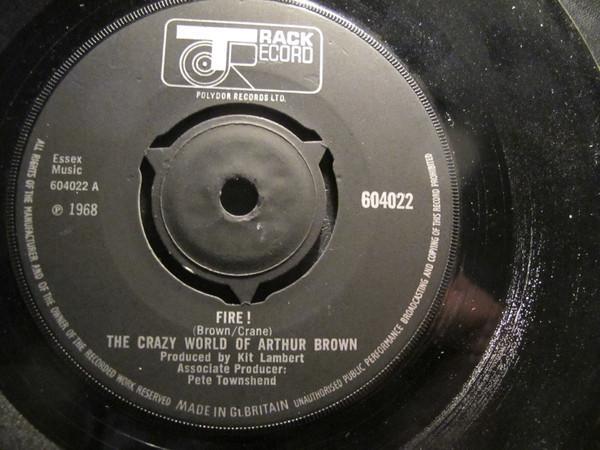 TRACK
RECORD
POLYDOR RECORDS LTD.
Essex
Music
604022 A
℗ 1968
604022
FIRE !
(Brown/Crane)
THE CRAZY WORLD OF ARTHUR BROWN
Produced by Kit Lambert
Associate Producer:
Pete Townshend
ALL RIGHTS OF THE MANUFACTURER AND OF THE OWNER OF THE RECORDED WORK RESERVED
MADE IN Gt.BRITAIN
UNAUTHORISED PUBLIC PERFORMANCE BROADCASTING AND COPYING OF THIS RECORD PROHIBITED